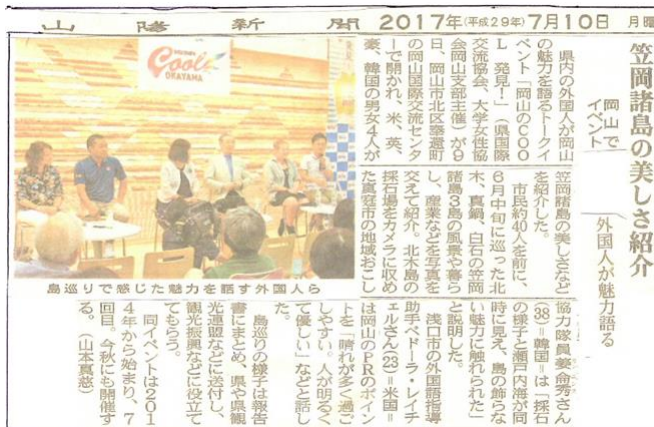 山陽新聞 2017年(平成29年)7月10日 月曜
笠岡諸島の美しさ紹介
岡山で
イベント
外国人が魅力語る
Cool
OKAYAMA
県内の外国人が岡山
の魅力を語るトークイ
ベント「岡山のCOO
L 発見!」(県国際
交流協会、大学女性協
会岡山支部主催)が9
日、岡山市北区奉還町
の岡山国際交流センタ
ーで開かれ、米、英、
豪、韓国の男女4人が
笠岡諸島の美しさなど
を紹介した。
市民約40人を前に、
6月中旬に巡った北
木、真鍋、白石の笠岡
諸島3島の風景や暮ら
し、産業などを写真を
交えて紹介。北木島の
採石場をカメラに収め
た真庭市の地域おこし
協力隊員姜侖秀さん
(38)=韓国=は「採石
の様子と瀬戸内海が同
時に見え、島の飾らな
い魅力に触れられた」
と説明した。
浅口市の外国語指導
助手ペドーラ・レイチ
ェルさん(23)=米国=
は岡山のPRのポイン
トを「晴れが多く過ご
しやすい。人が明るく
て優しい」などと話し
た。
島巡りの様子は報告
書にまとめ、県や県観
光連盟などに送付し、
観光振興などに役立て
てもらう。
同イベントは201
4年から始まり、7
回目。今秋にも開催す
る。(山本真慈)
島巡りで感じた魅力を話す外国人ら